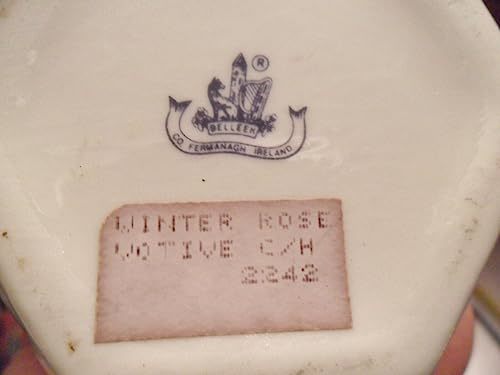 ®
BELLEEK
CO FERMANAGH IRELAND
WINTER ROSE
VOTIVE C/H
2242